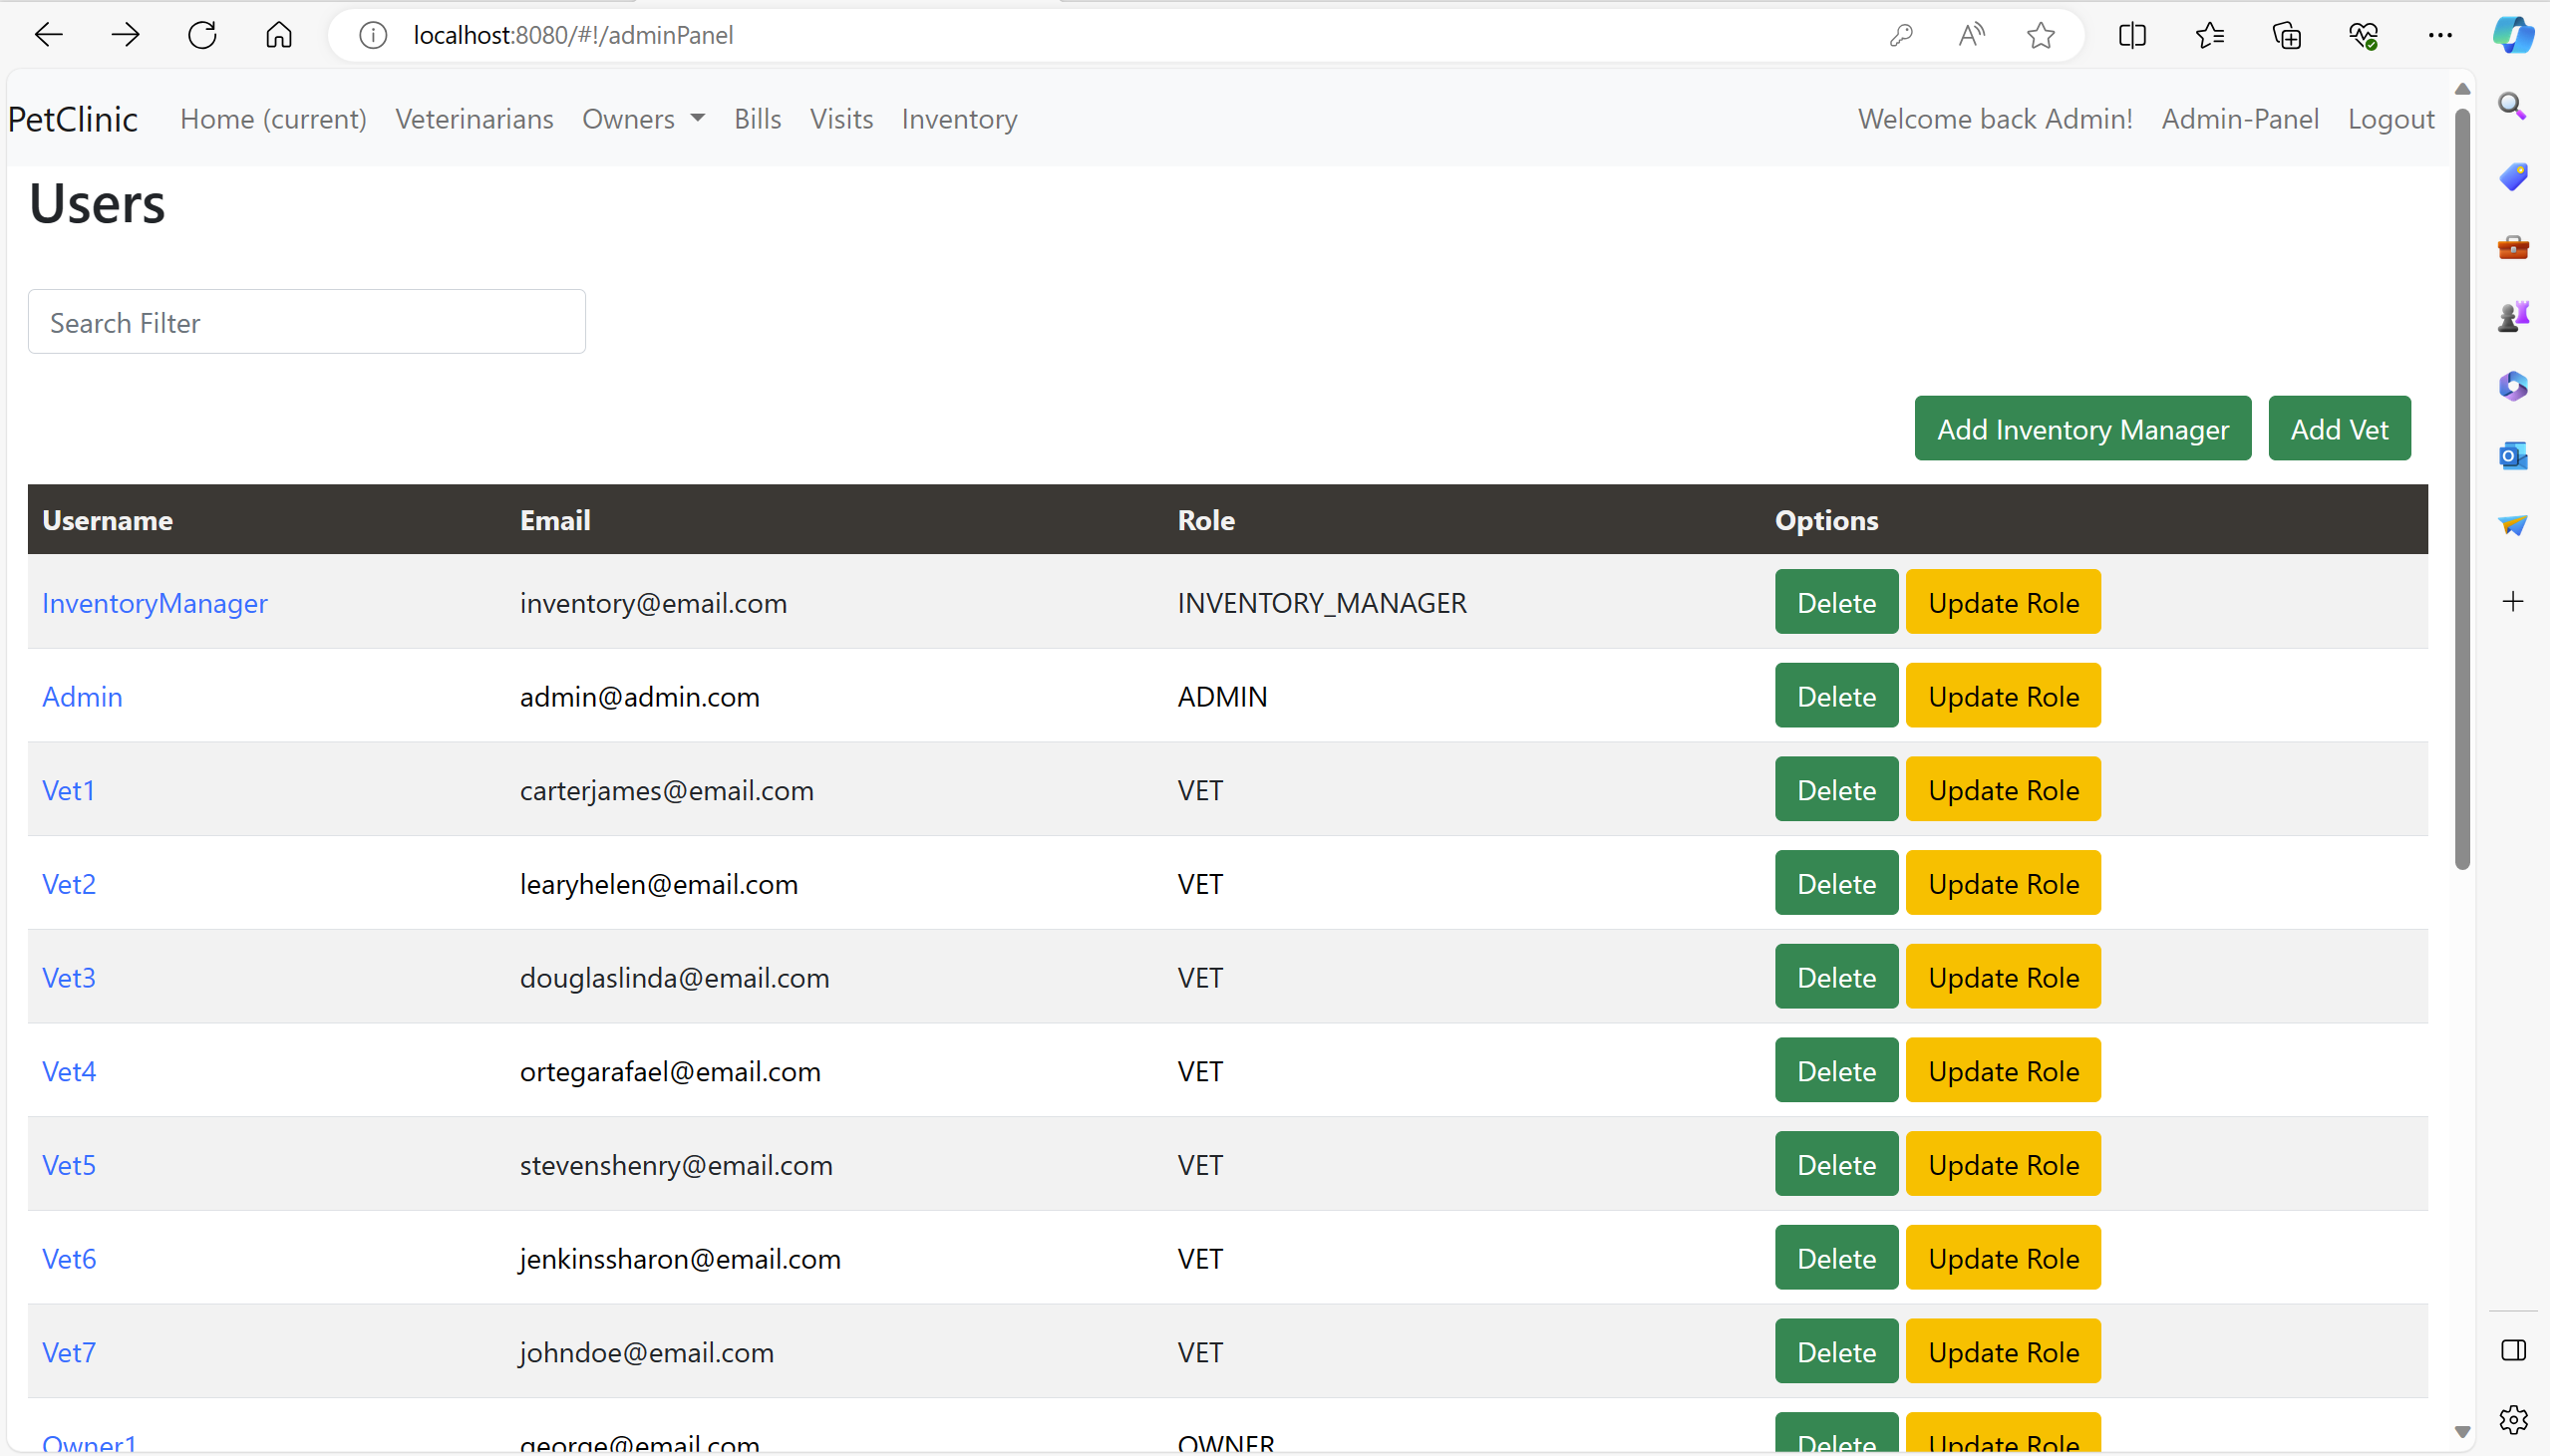 localhost:8080/#!/adminPanel
PetClinic Home (current) Veterinarians Owners Bills Visits Inventory Welcome back Admin! Admin-Panel Logout
Users
Search Filter
Add Inventory Manager Add Vet
Username Email Role Options
InventoryManager inventory@email.com INVENTORY_MANAGER Delete Update Role
Admin admin@admin.com ADMIN Delete Update Role
Vet1 carterjames@email.com VET Delete Update Role
Vet2 learyhelen@email.com VET Delete Update Role
Vet3 douglaslinda@email.com VET Delete Update Role
Vet4 ortegarafael@email.com VET Delete Update Role
Vet5 stevenshenry@email.com VET Delete Update Role
Vet6 jenkinssharon@email.com VET Delete Update Role
Vet7 johndoe@email.com VET Delete Update Role
Owner1 george@email.com OWNER Delete Update Role